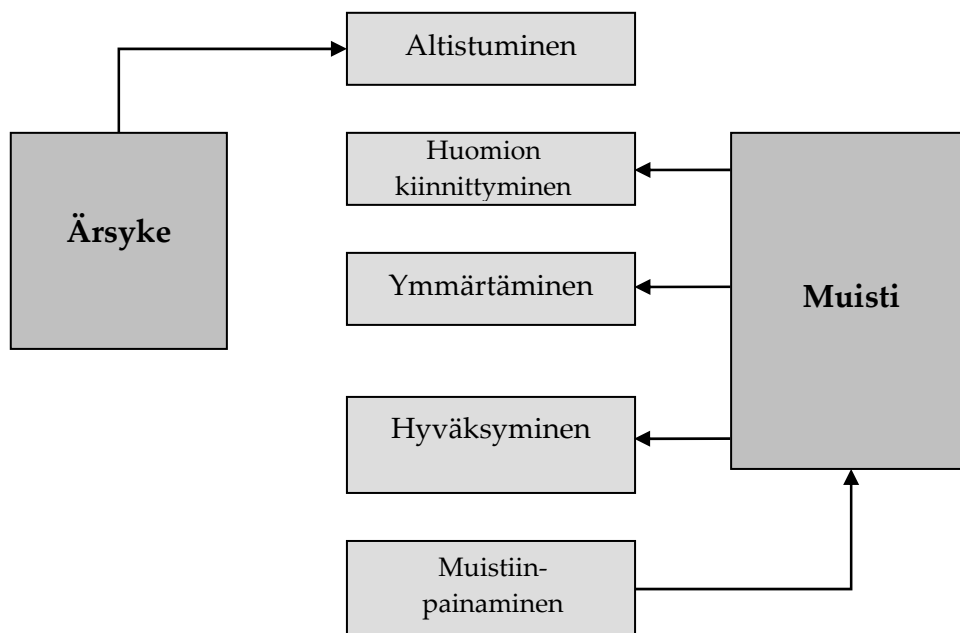 Altistuminen
Huomion
kiinnittyminen
Ärsyke
Ymmärtäminen
Muisti
Hyväksyminen
Muistiin-
painaminen